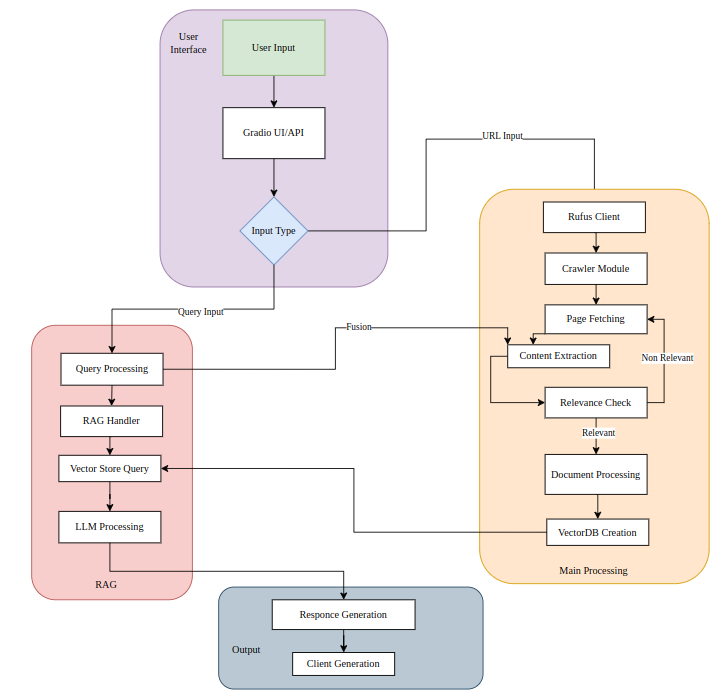 User
Interface
User Input
Gradio UI/API
Input Type
URL Input
Rufus Client
Crawler Module
Page Fetching
Content Extraction
Non Relevant
Relevance Check
Relevant
Document Processing
VectorDB Creation
Main Processing
Query Input
Fusion
Query Processing
RAG Handler
Vector Store Query
LLM Processing
RAG
Responce Generation
Output
Client Generation